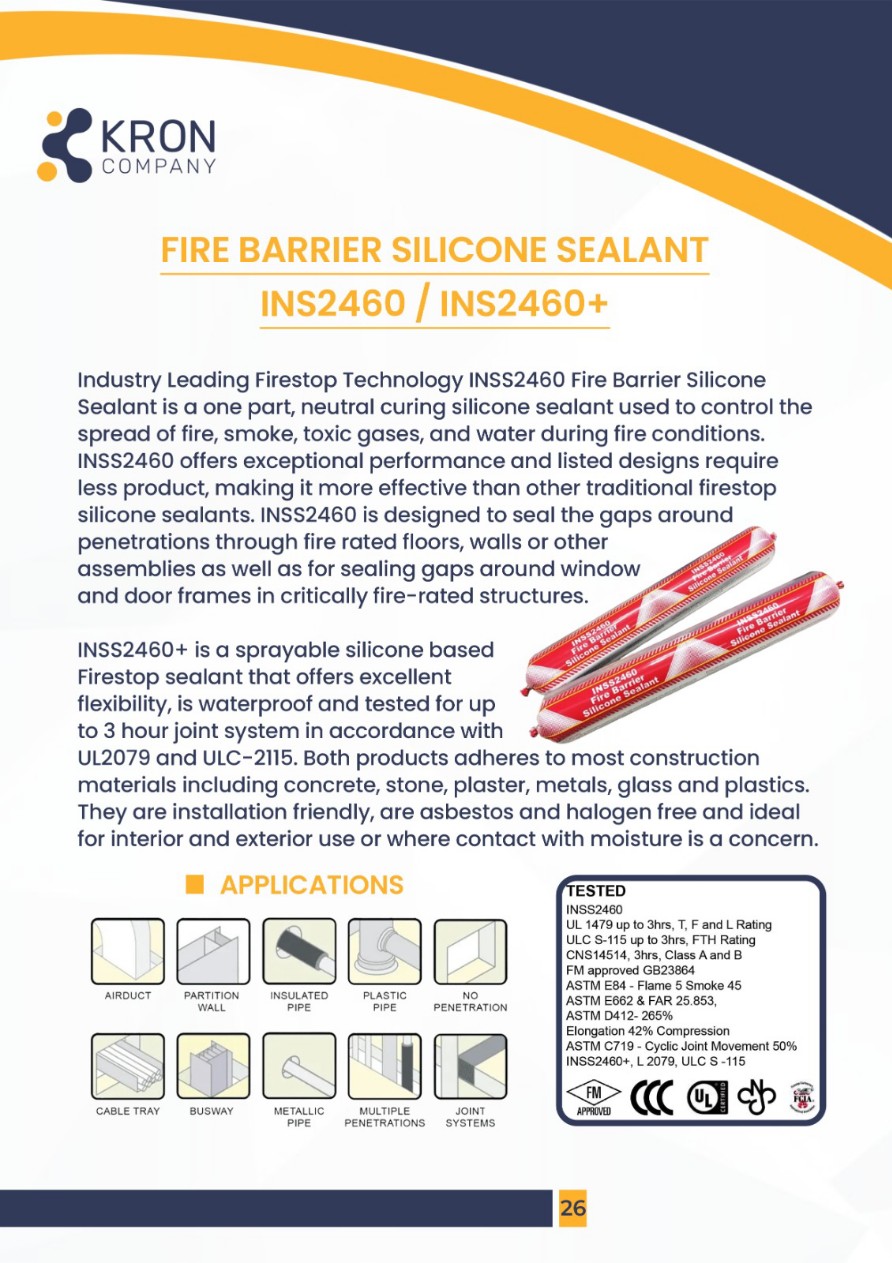 KRON
COMPANY
FIRE BARRIER SILICONE SEALANT
INS2460 / INS2460+
Industry Leading Firestop Technology INSS2460 Fire Barrier Silicone
Sealant is a one part, neutral curing silicone sealant used to control the
spread of fire, smoke, toxic gases, and water during fire conditions.
INSS2460 offers exceptional performance and listed designs require
less product, making it more effective than other traditional firestop
silicone sealants. INSS2460 is designed to seal the gaps around
penetrations through fire rated floors, walls or other
assemblies as well as for sealing gaps around window
and door frames in critically fire-rated structures.
INSS2460
Fire Barrier
Silicone Sealant
INSS2460
Fire Barrier
Silicone Sealant
INSS2460
Fire Barrier
Silicone Sealant
INSS2460
Fire Barrier
Silicone Sealant
INSS2460+ is a sprayable silicone based
Firestop sealant that offers excellent
flexibility, is waterproof and tested for up
to 3 hour joint system in accordance with
UL2079 and ULC-2115. Both products adheres to most construction
materials including concrete, stone, plaster, metals, glass and plastics.
They are installation friendly, are asbestos and halogen free and ideal
for interior and exterior use or where contact with moisture is a concern.
APPLICATIONS
AIRDUCT
PARTITION
WALL
INSULATED
PIPE
PLASTIC
PIPE
NO
PENETRATION
CABLE TRAY
BUSWAY
METALLIC
PIPE
MULTIPLE
PENETRATIONS
JOINT
SYSTEMS
TESTED
INSS2460
UL 1479 up to 3hrs, T, F and L Rating
ULC S-115 up to 3hrs, FTH Rating
CNS14514, 3hrs, Class A and B
FM approved GB23864
ASTM E84 - Flame 5 Smoke 45
ASTM E662 & FAR 25.853,
ASTM D412- 265%
Elongation 42% Compression
ASTM C719 - Cyclic Joint Movement 50%
INSS2460+, L 2079, ULC S -115
FM
APPROVED
CCC
UL
CERTIFIED
FCIA
26